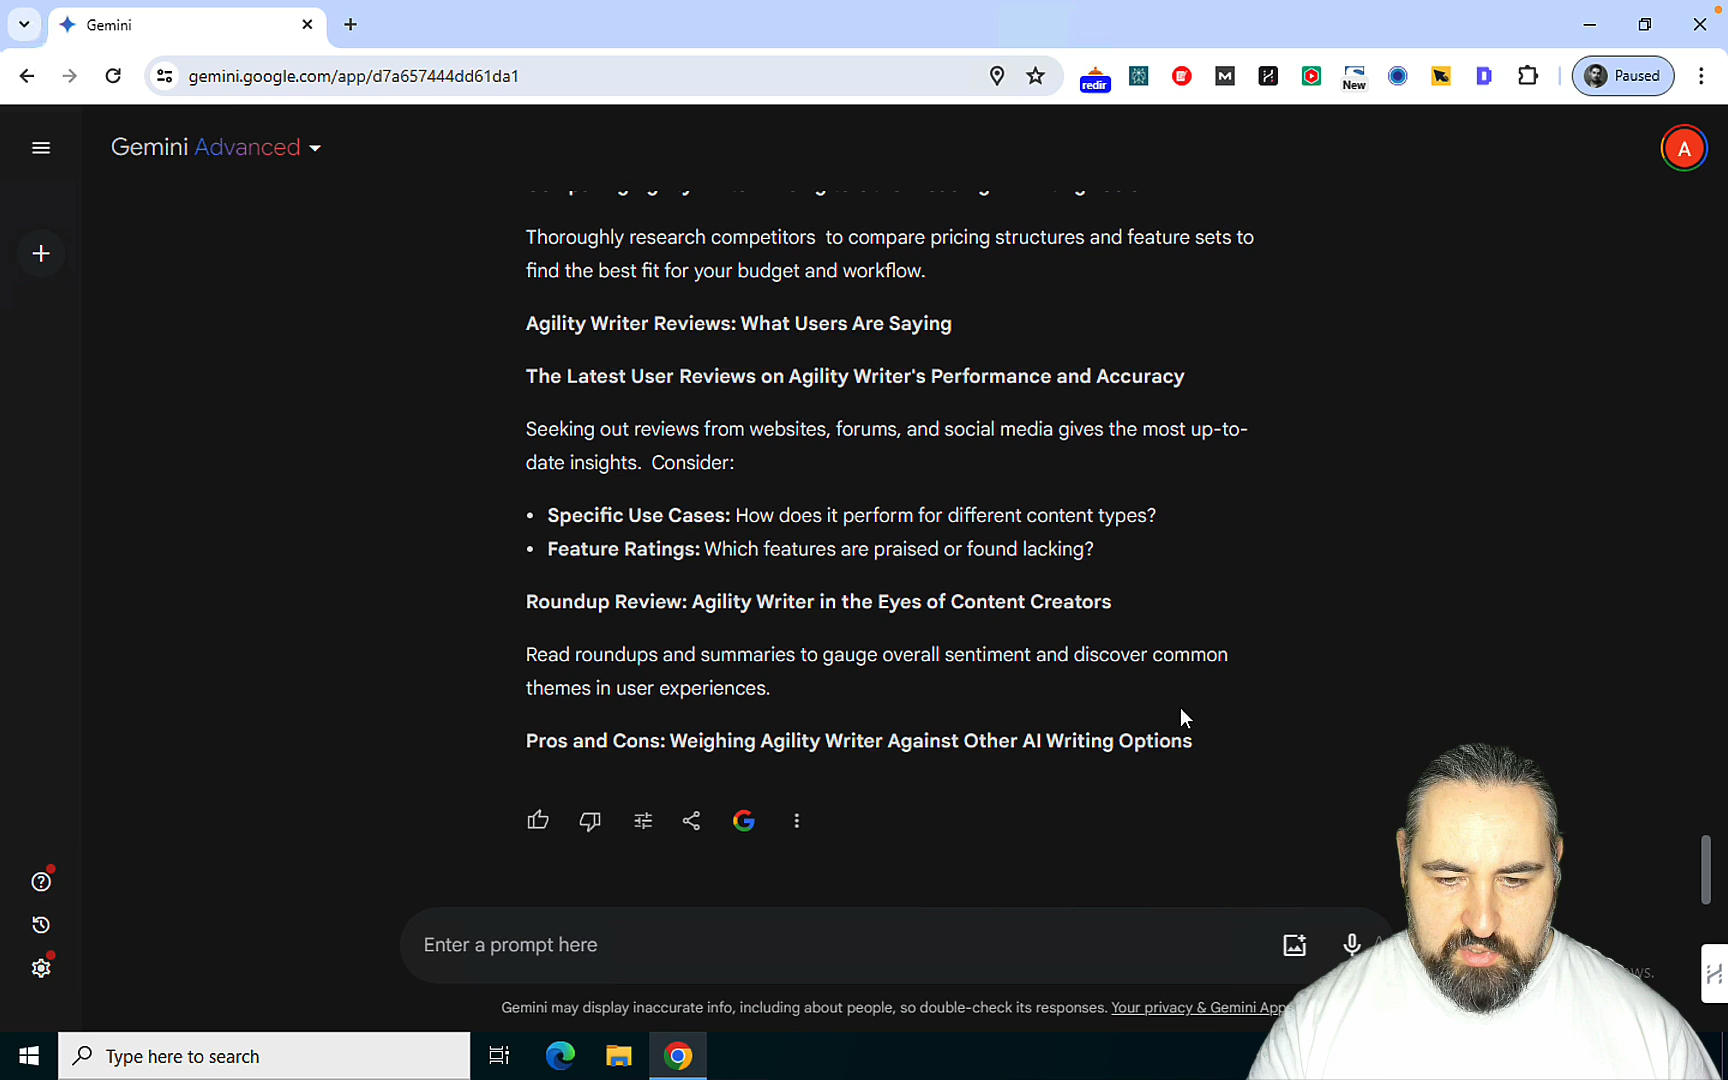 Gemini
gemini.google.com/app/d7a657444dd61da1
redir
New
Paused
Gemini Advanced
A
Thoroughly research competitors to compare pricing structures and feature sets to
find the best fit for your budget and workflow.
Agility Writer Reviews: What Users Are Saying
The Latest User Reviews on Agility Writer's Performance and Accuracy
Seeking out reviews from websites, forums, and social media gives the most up-to-
date insights. Consider:
• Specific Use Cases: How does it perform for different content types?
• Feature Ratings: Which features are praised or found lacking?
Roundup Review: Agility Writer in the Eyes of Content Creators
Read roundups and summaries to gauge overall sentiment and discover common
themes in user experiences.
Pros and Cons: Weighing Agility Writer Against Other AI Writing Options
Enter a prompt here
Gemini may display inaccurate info, including about people, so double-check its responses. Your privacy & Gemini App
Type here to search